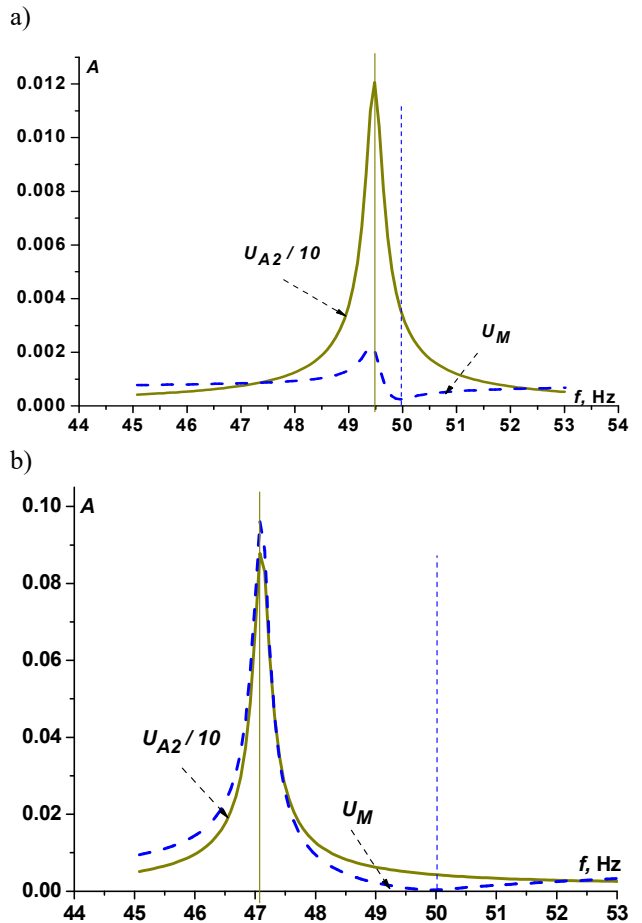 a)
A
0.012
0.010
0.008
0.006
0.004
0.002
0.000
U_A2 / 10
U_M
f, Hz
44 45 46 47 48 49 50 51 52 53 54
b)
A
0.10
0.08
0.06
0.04
0.02
0.00
U_A2 / 10
U_M
f, Hz
44 45 46 47 48 49 50 51 52 53